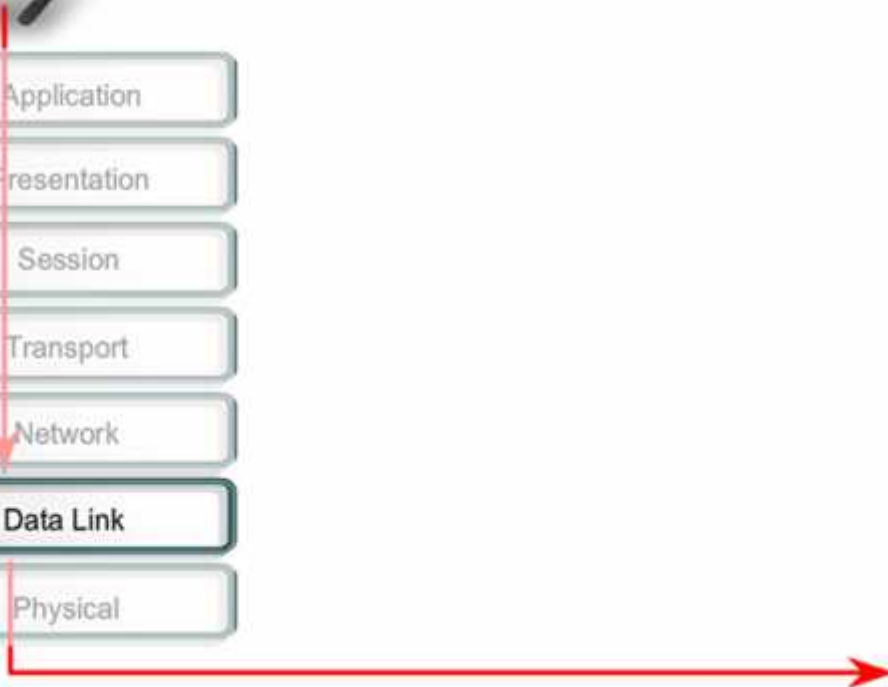 Application
resentation
Session
Transport
Network
Data Link
Physical